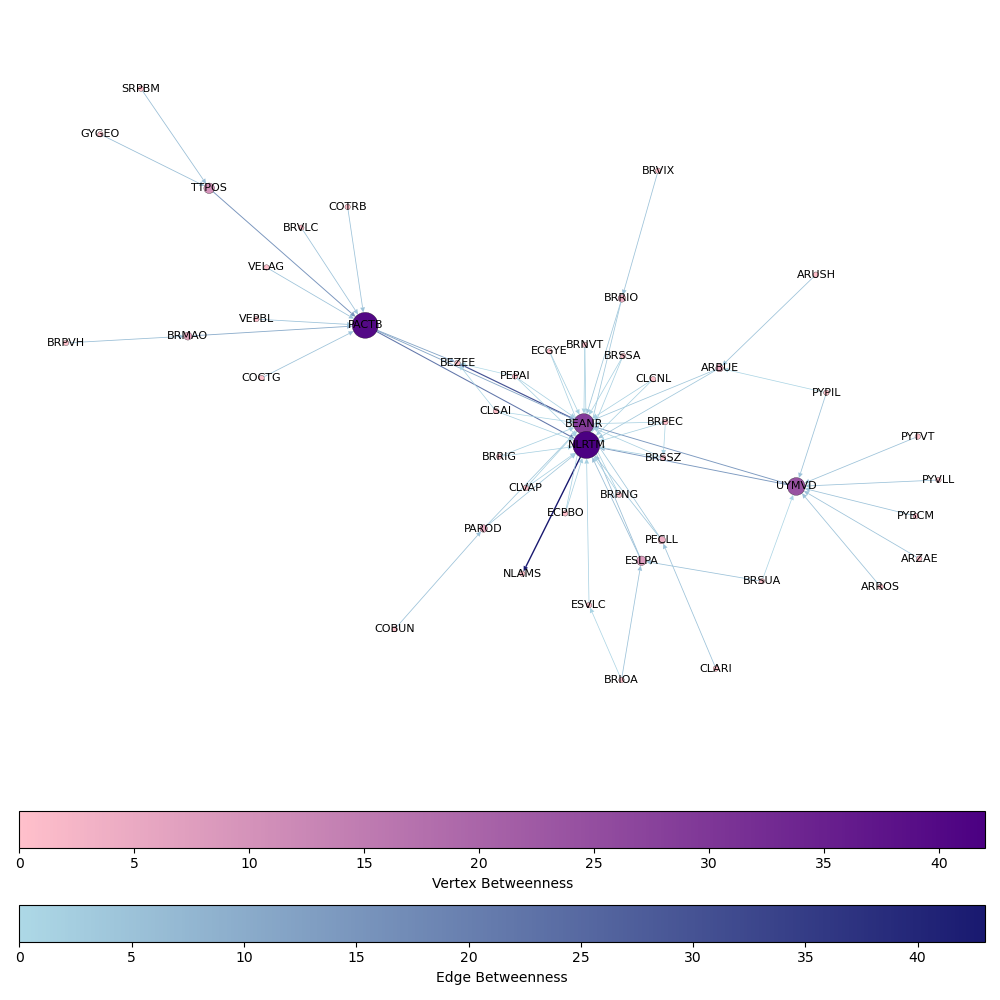 SRPBM
GYGEO
BRVIX
TTPOS
COTRB
BRVLC
VELAG
ARUSH
BRRIO
VEPBL
PACTB
BRMAO
BRPVH
BRNVT
ECGYE
BRSSA
BEZEE
ARBUE
PEPAI
COCTG
CLCNL
PYPIL
CLSAI
BEANR
BRPEC
PYTVT
NLRTM
BRRIG
BRSSZ
PYVLL
UYMVD
CLVAP
BRPNG
ECPBO
PYBCM
PAROD
PECLL
ESLPA
ARZAE
NLAMS
BRSUA
ARROS
ESVLC
COBUN
CLARI
BRIOA
0 5 10 15 20 25 30 35 40
Vertex Betweenness
0 5 10 15 20 25 30 35 40
Edge Betweenness